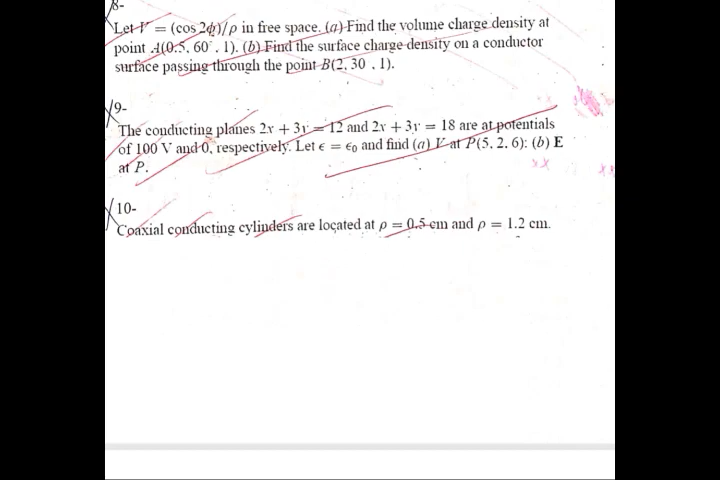 8-
Let V = (cos 2ϕ)/ρ in free space. (a) Find the volume charge density at
point A(0.5, 60°, 1). (b) Find the surface charge density on a conductor
surface passing through the point B(2, 30 , 1).
9-
The conducting planes 2x + 3y = 12 and 2x + 3y = 18 are at potentials
of 100 V and 0, respectively. Let ϵ = ϵ0 and find (a) V at P(5, 2, 6): (b) E
at P.
10-
Coaxial conducting cylinders are located at ρ = 0.5 cm and ρ = 1.2 cm.